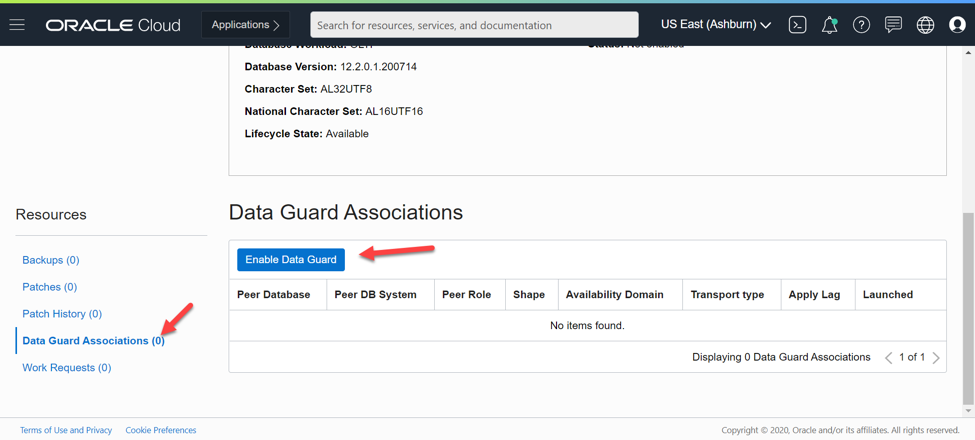 ORACLE Cloud
Applications
Search for resources, services, and documentation
US East (Ashburn)
Database Workload: OLTP
Status: Not enabled
Database Version: 12.2.0.1.200714
Character Set: AL32UTF8
National Character Set: AL16UTF16
Lifecycle State: Available
Resources
Backups (0)
Patches (0)
Patch History (0)
Data Guard Associations (0)
Work Requests (0)
Data Guard Associations
Enable Data Guard
Peer Database Peer DB System Peer Role Shape Availability Domain Transport type Apply Lag Launched
No items found.
Displaying 0 Data Guard Associations < 1 of 1 >
Terms of Use and Privacy Cookie Preferences
Copyright © 2020, Oracle and/or its affiliates. All rights reserved.